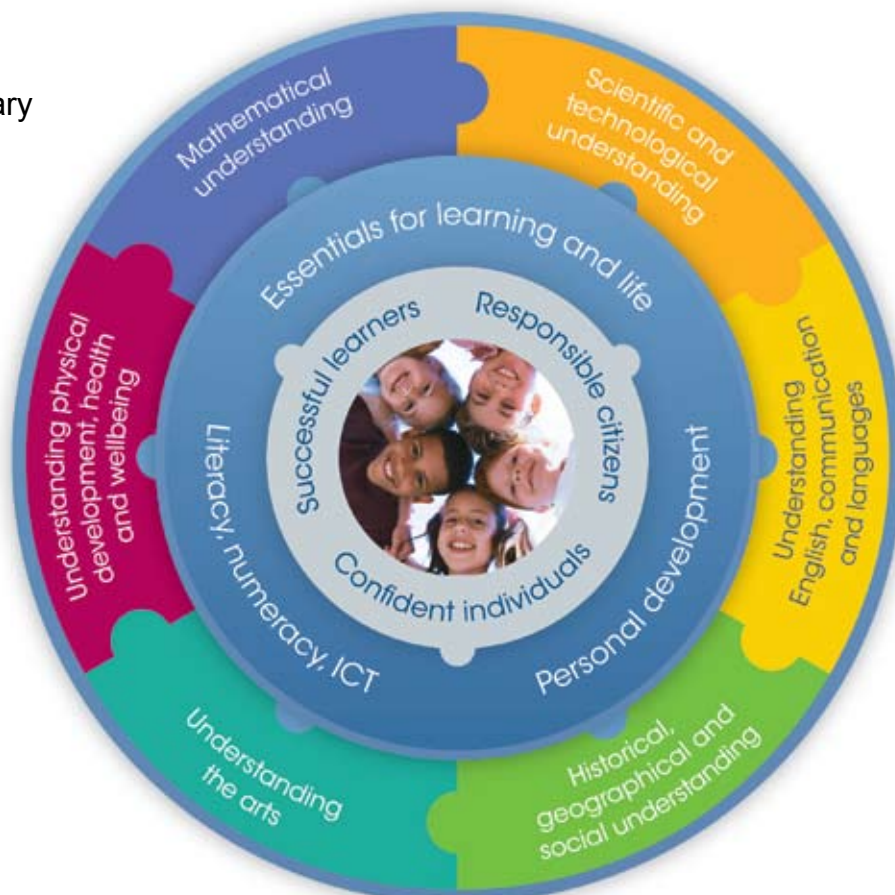 ary
Mathematical
understanding
Scientific and
technological
understanding
Understanding
English, communication
and languages
Historical,
geographical and
social understanding
Understanding
the arts
Understanding physical
development, health
and wellbeing
Essentials for learning and life
Personal development
Literacy, numeracy, ICT
Successful learners
Responsible citizens
Confident individuals